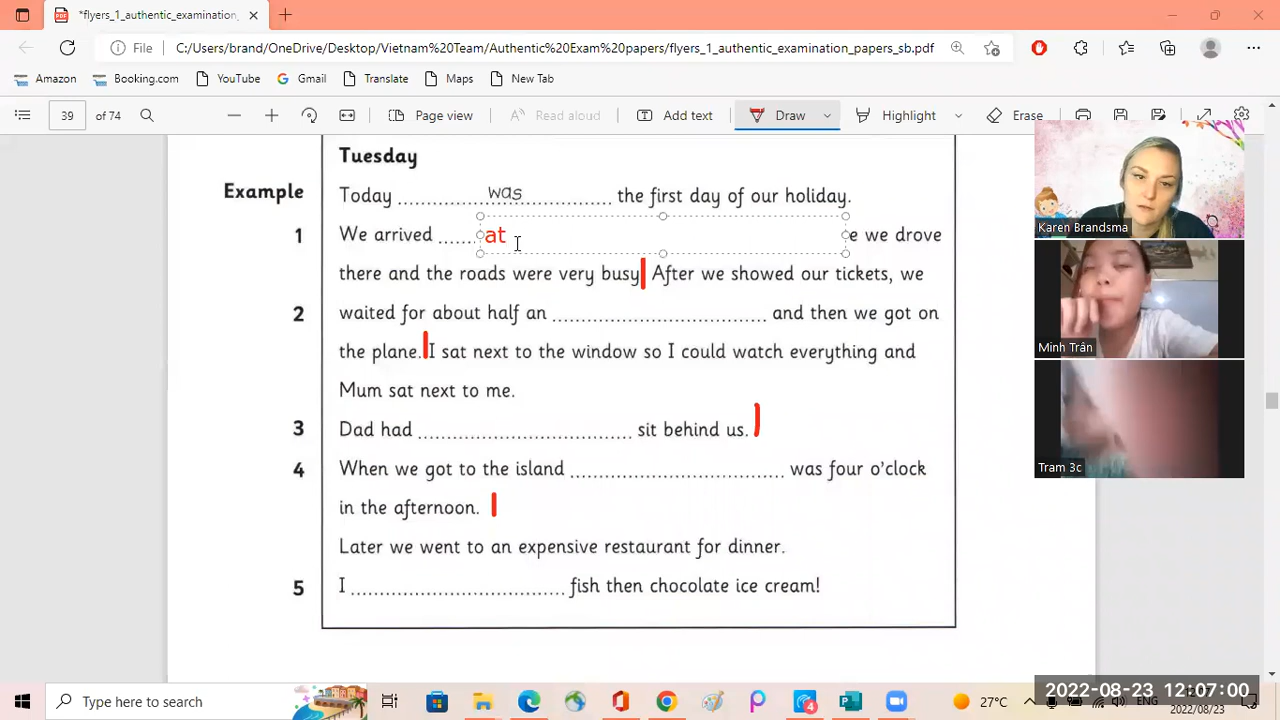 *flyers_1_authentic_examination_
File
C:/Users/brand/OneDrive/Desktop/Vietnam%20Team/Authentic%20Exam%20papers/flyers_1_authentic_examination_papers_sb.pdf
Amazon Booking.com YouTube Gmail Translate Maps New Tab
39 of 74 Page view Read aloud Add text Draw Highlight Erase
Tuesday
Example Today ........ was ........ the first day of our holiday.
1 We arrived ...... at e we drove
there and the roads were very busy After we showed our tickets, we
2 waited for about half an ........ and then we got on
the plane. I sat next to the window so I could watch everything and
Mum sat next to me.
3 Dad had ........ sit behind us.
4 When we got to the island ........ was four o'clock
in the afternoon.
Later we went to an expensive restaurant for dinner.
5 I ........ fish then chocolate ice cream!
Karen Brandsma
Minh Trân
Tram 3c
Type here to search
27°C
2022-08-23 12:07:00
2022/08/23